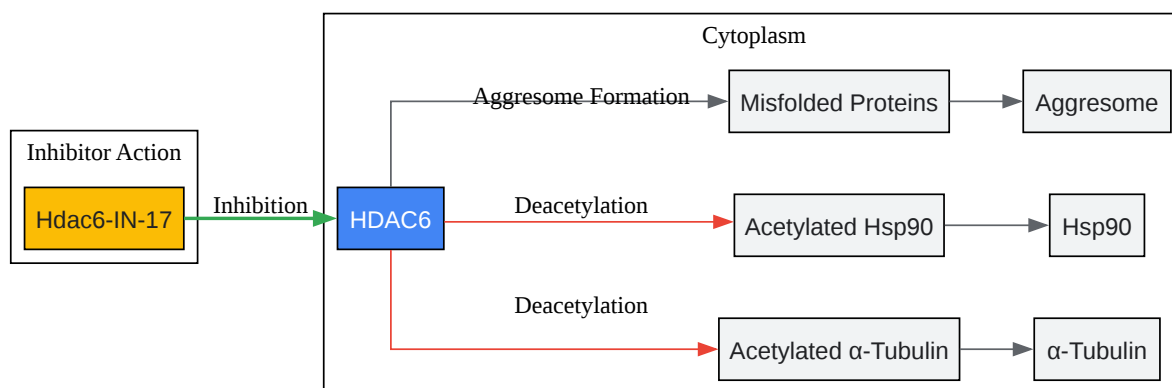 Cytoplasm
Aggresome Formation
Misfolded Proteins
Aggresome
Inhibitor Action
Hdac6-IN-17
Inhibition
HDAC6
Deacetylation
Acetylated Hsp90
Hsp90
Deacetylation
Acetylated α-Tubulin
α-Tubulin